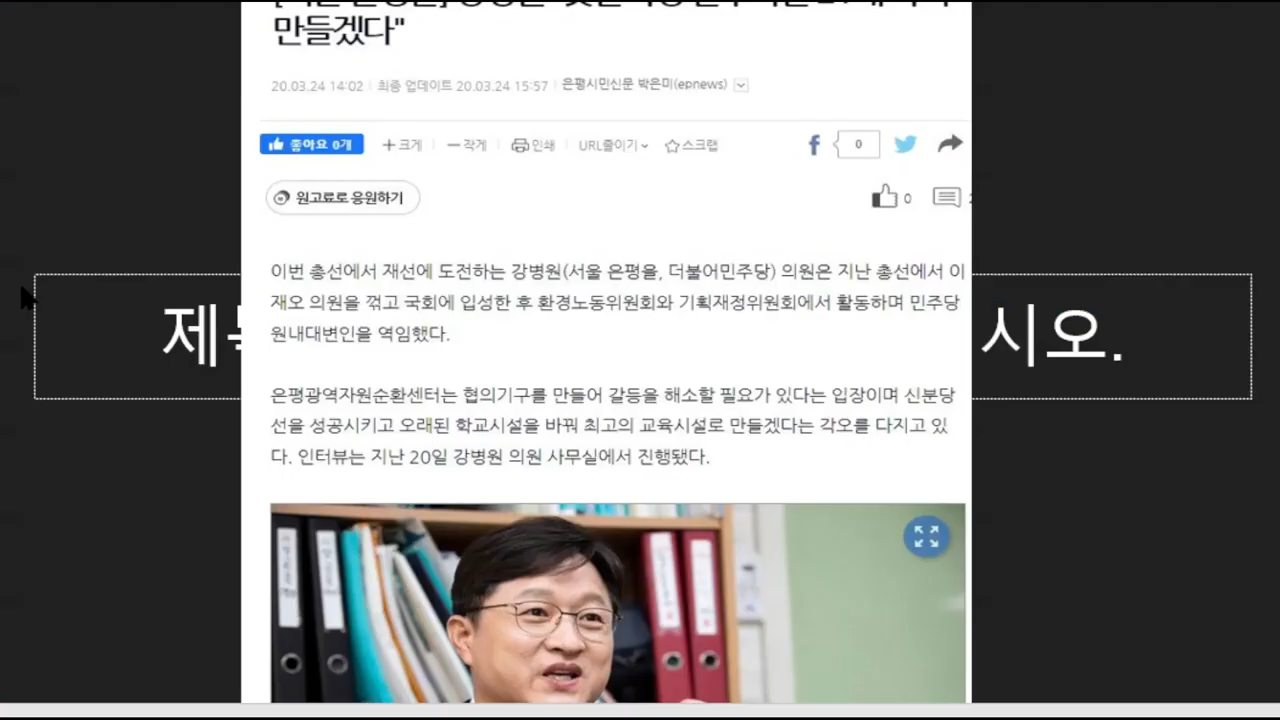 만들겠다"
20.03.24 14:02 | 최종 업데이트 20.03.24 15:57 | 은평시민신문 박은미(epnews)
좋아요 0개 + 크게 | − 작게 | 인쇄 | URL줄이기 스크랩 0
원고료로 응원하기 0
이번 총선에서 재선에 도전하는 강병원(서울 은평을, 더불어민주당) 의원은 지난 총선에서 이
재오 의원을 꺾고 국회에 입성한 후 환경노동위원회와 기획재정위원회에서 활동하며 민주당
원내대변인을 역임했다.
제 시오.
은평광역자원순환센터는 협의기구를 만들어 갈등을 해소할 필요가 있다는 입장이며 신분당
선을 성공시키고 오래된 학교시설을 바꿔 최고의 교육시설로 만들겠다는 각오를 다지고 있
다. 인터뷰는 지난 20일 강병원 의원 사무실에서 진행됐다.